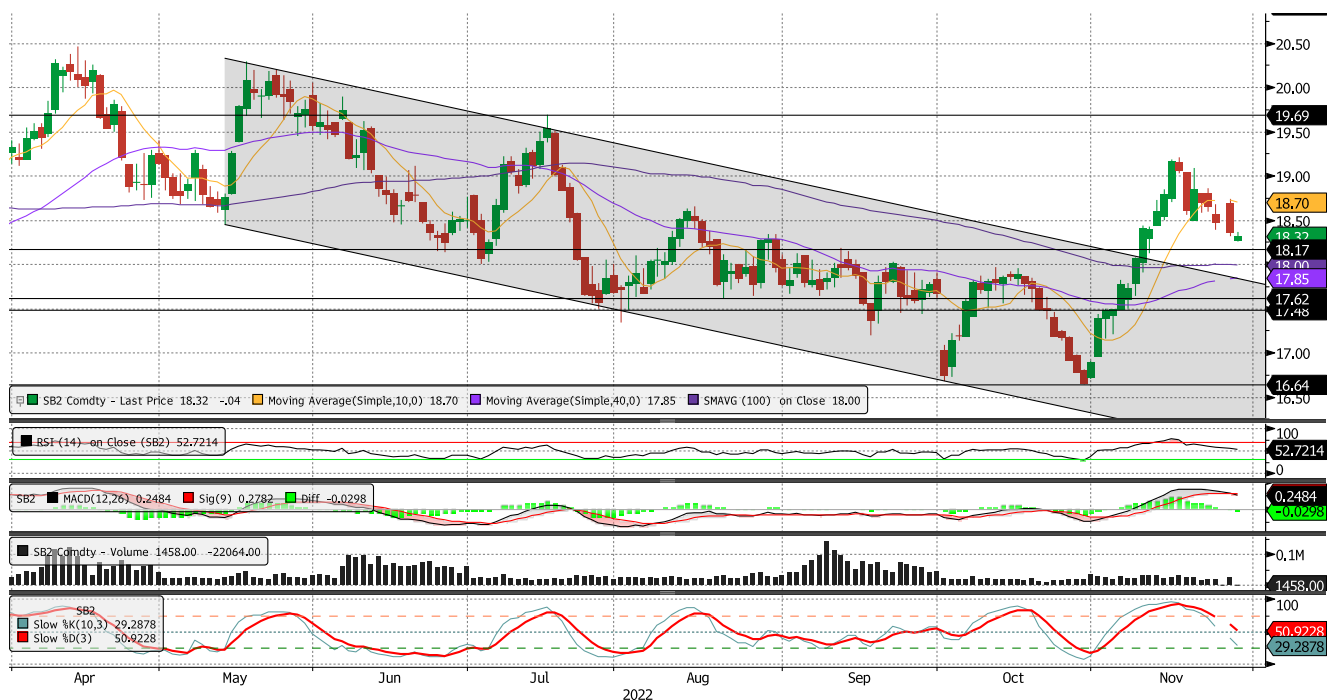 20.50
20.00
19.69
19.50
19.00
18.70
18.50
18.32
18.17
18.00
17.85
17.62
17.48
17.00
16.64
16.50
SB2 Comdty - Last Price 18.32 -.04 Moving Average(Simple,10,0) 18.70 Moving Average(Simple,40,0) 17.85 SMAVG (100) on Close 18.00
RSI (14) on Close (SB2) 52.7214
100
52.7214
0
SB2 MACD(12,26) 0.2484 Sig(9) 0.2782 Diff -0.0298
0.2484
-0.0298
SB2 Comdty - Volume 1458.00 -22064.00
0.1M
1458.00
SB2
Slow %K(10,3) 29.2878
Slow %D(3) 50.9228
100
50.9228
29.2878
Apr May Jun Jul Aug Sep Oct Nov
2022